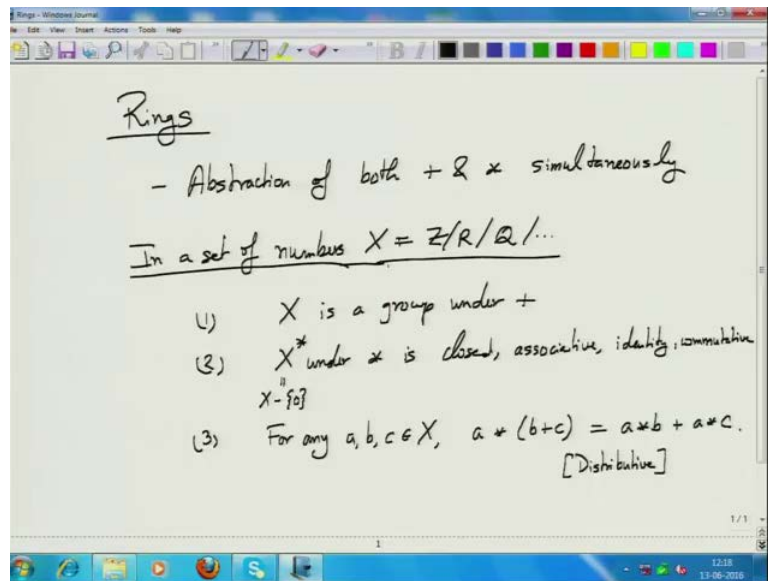 Rings - Windows Journal
Edit View Insert Actions Tools Help
Rings
- Abstraction of both + & * simultaneously
In a set of numbers X = Z/R/Q/...
(1) X is a group under +
(2) X* under * is closed, associative, identity, commutative
X-{0}
(3) For any a, b, c ∈ X, a * (b+c) = a*b + a*c.
[Distributive]
1/1
1
12:18
13-06-2016